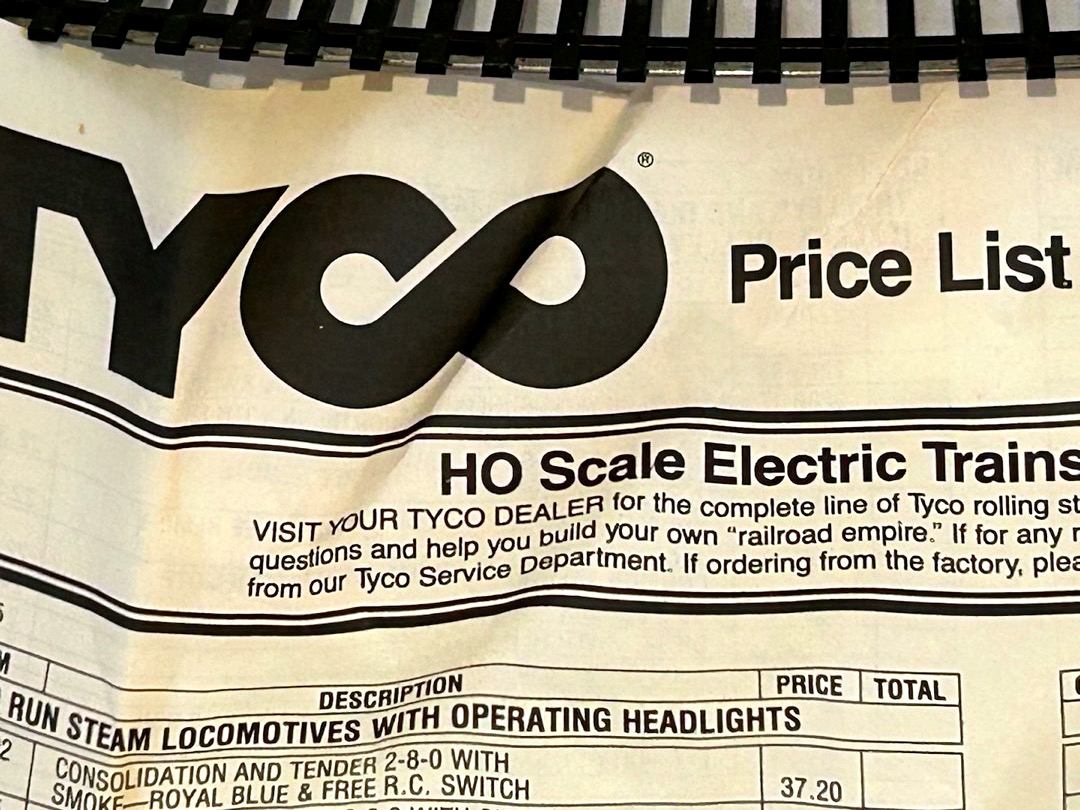 TYCO®
Price List
HO Scale Electric Trains
VISIT YOUR TYCO DEALER for the complete line of Tyco rolling st
questions and help you build your own “railroad empire.” If for any r
from our Tyco Service Department. If ordering from the factory, plea
DESCRIPTION PRICE TOTAL
RUN STEAM LOCOMOTIVES WITH OPERATING HEADLIGHTS
2 CONSOLIDATION AND TENDER 2-8-0 WITH
SMOKE—ROYAL BLUE & FREE R.C. SWITCH 37.20